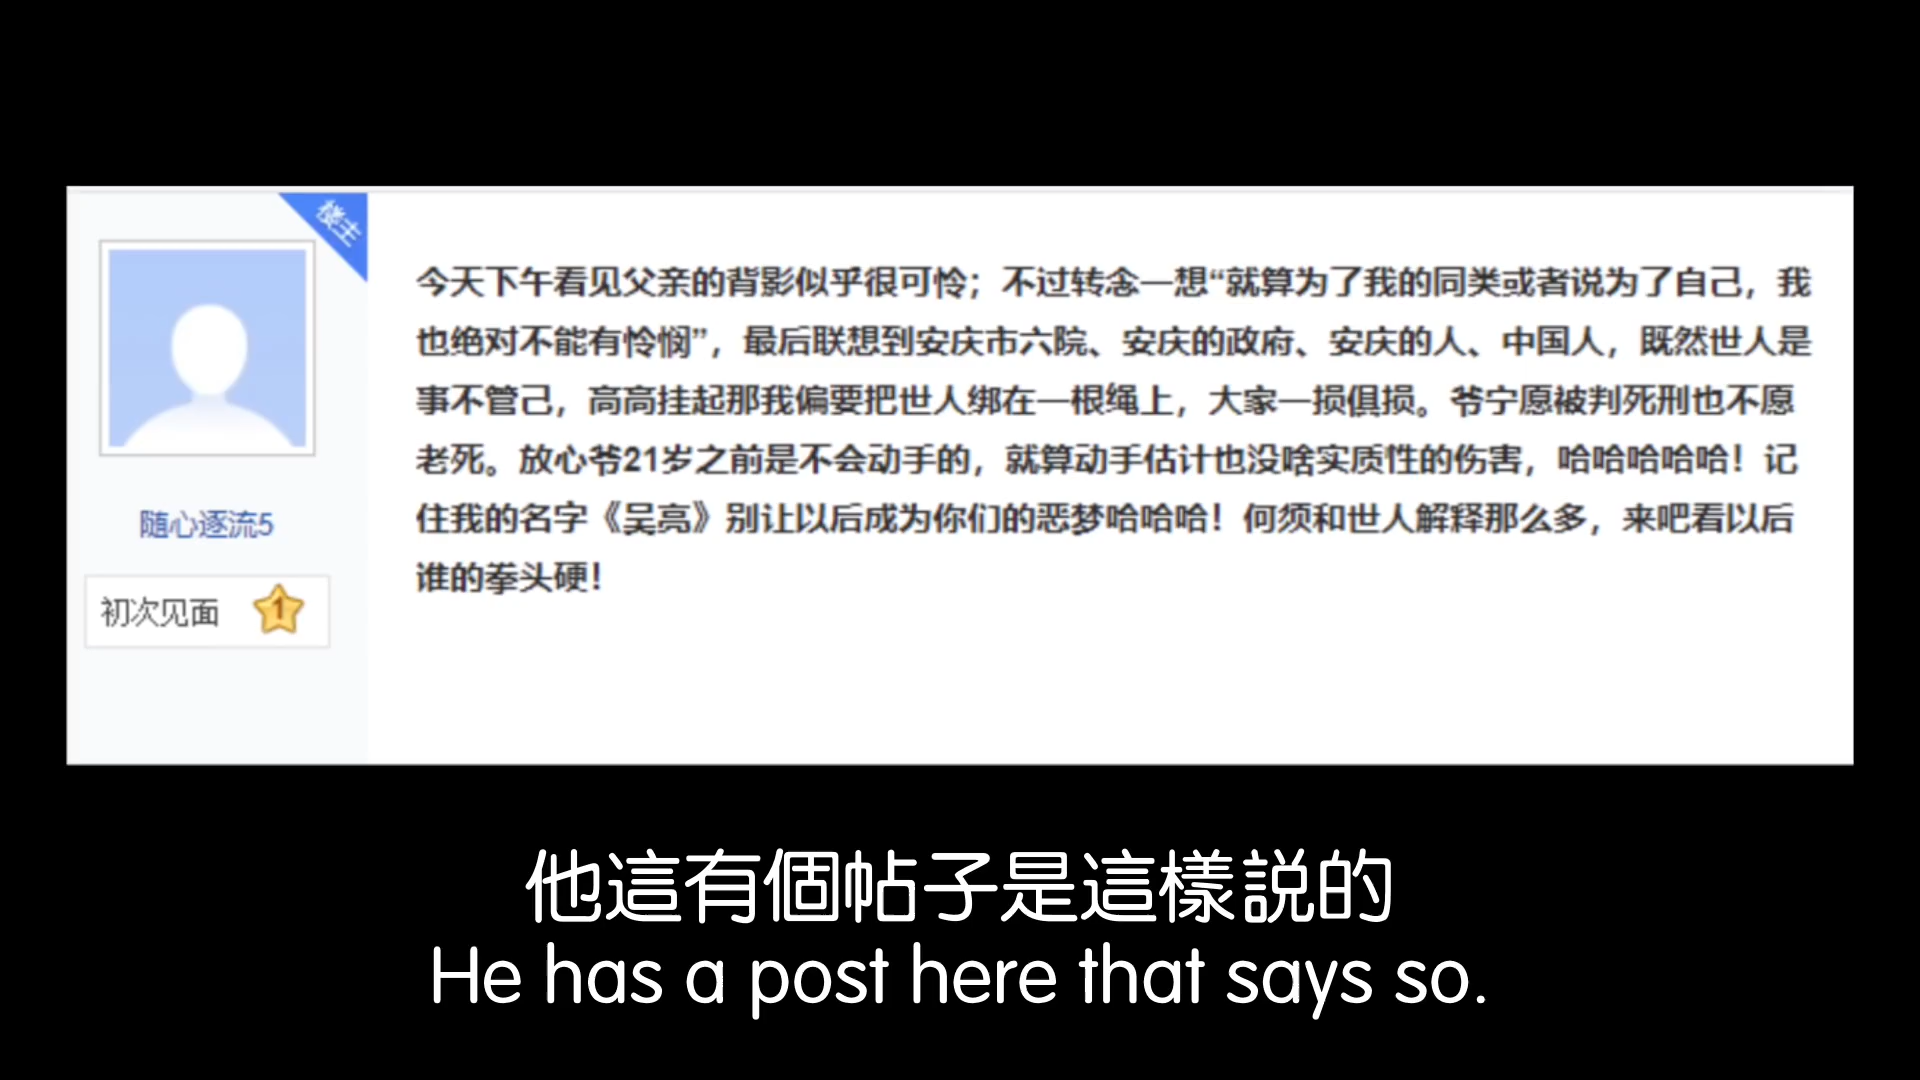 楼主
随心逐流5
初次见面 1
今天下午看见父亲的背影似乎很可怜；不过转念一想“就算为了我的同类或者说为了自己，我
也绝对不能有怜悯”，最后联想到安庆市六院、安庆的政府、安庆的人、中国人，既然世人是
事不管己，高高挂起那我偏要把世人绑在一根绳上，大家一损俱损。爷宁愿被判死刑也不愿
老死。放心爷21岁之前是不会动手的，就算动手估计也没啥实质性的伤害，哈哈哈哈哈！记
住我的名字《吴亮》别让以后成为你们的恶梦哈哈哈！何须和世人解释那么多，来吧看以后
谁的拳头硬！
他這有個帖子是這樣説的
He has a post here that says so.